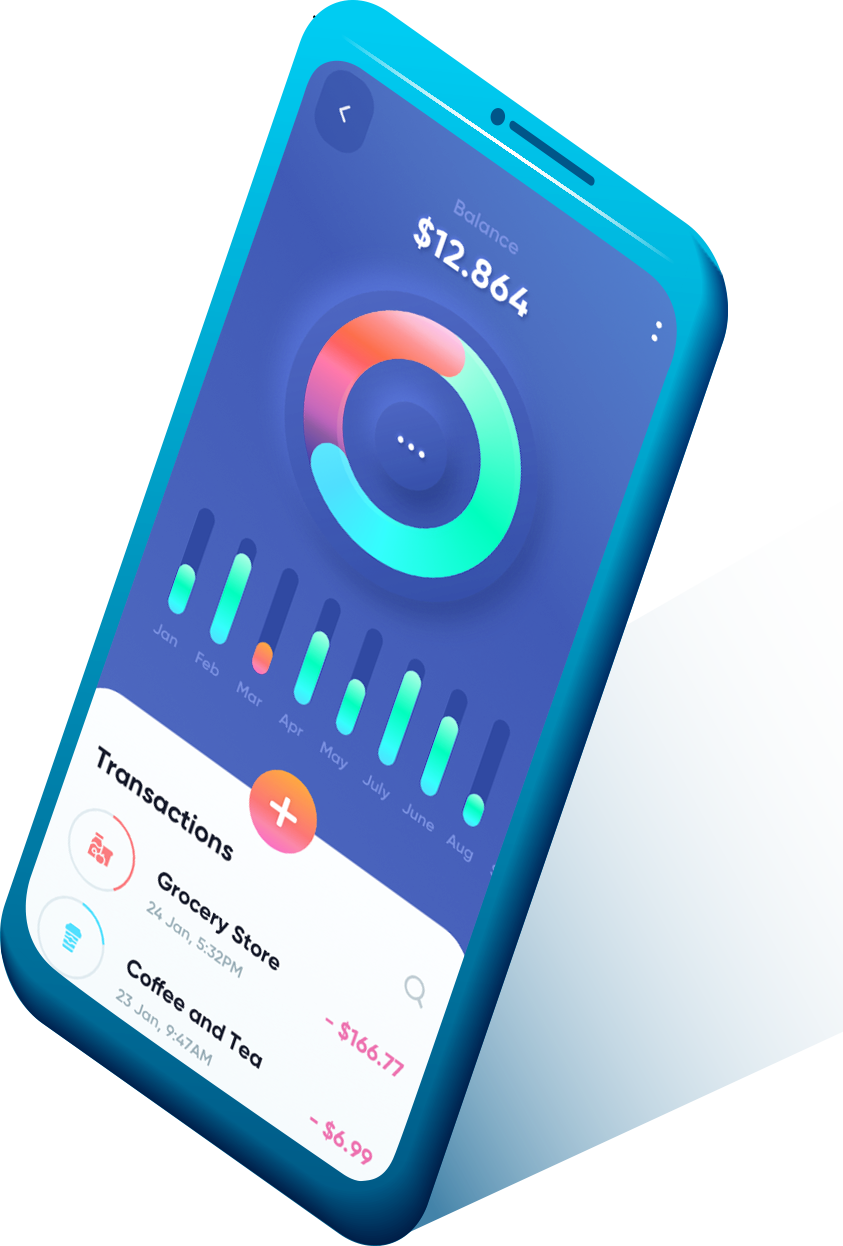 Balance
$12.864
...
Jan Feb Mar Apr May July June Aug
Transactions
Grocery Store
24 Jan, 5:32PM
- $166.77
Coffee and Tea
23 Jan, 9:47AM
- $6.99